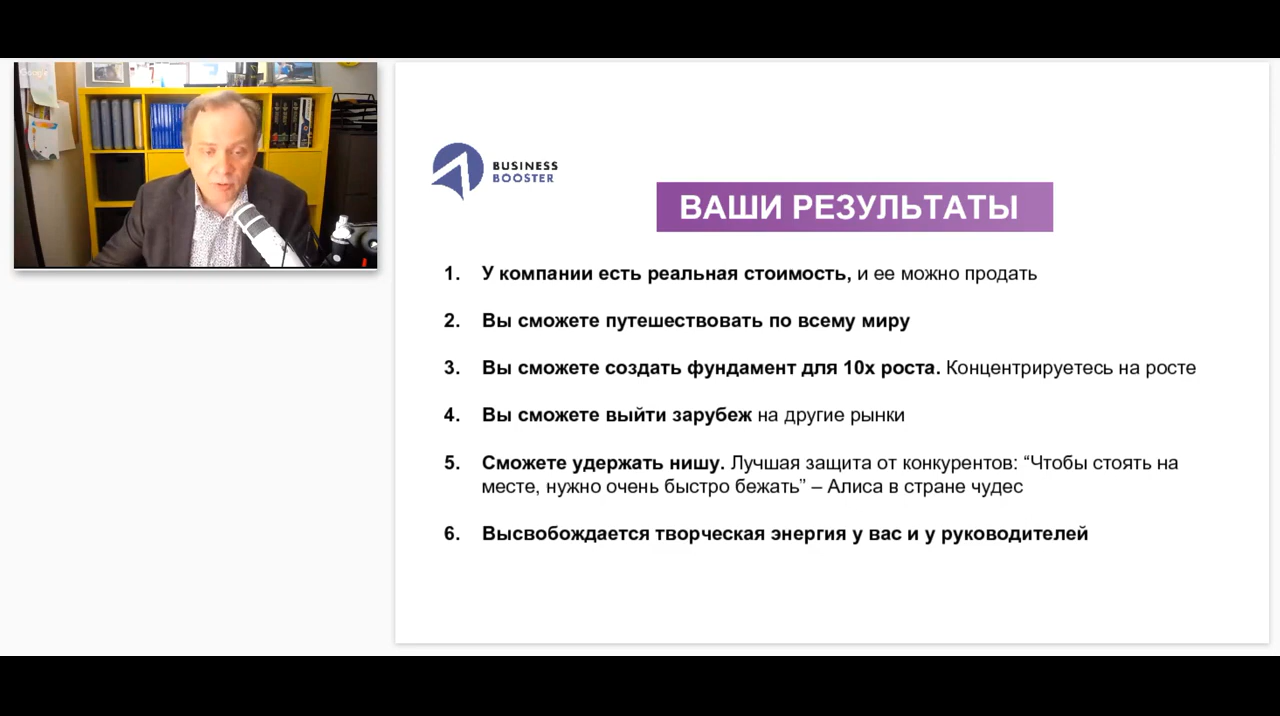 BUSINESS
BOOSTER
ВАШИ РЕЗУЛЬТАТЫ
1. У компании есть реальная стоимость, и ее можно продать
2. Вы сможете путешествовать по всему миру
3. Вы сможете создать фундамент для 10х роста. Концентрируетесь на росте
4. Вы сможете выйти зарубеж на другие рынки
5. Сможете удержать нишу. Лучшая защита от конкурентов: “Чтобы стоять на
месте, нужно очень быстро бежать” – Алиса в стране чудес
6. Высвобождается творческая энергия у вас и у руководителей